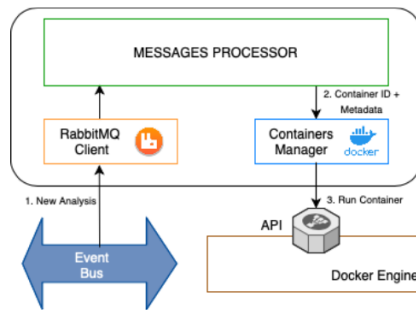 MESSAGES PROCESSOR
2. Container ID +
Metadata
RabbitMQ
Client
Containers
Manager
docker
1. New Analysis
3. Run Container
API
Event
Bus
Docker Engine